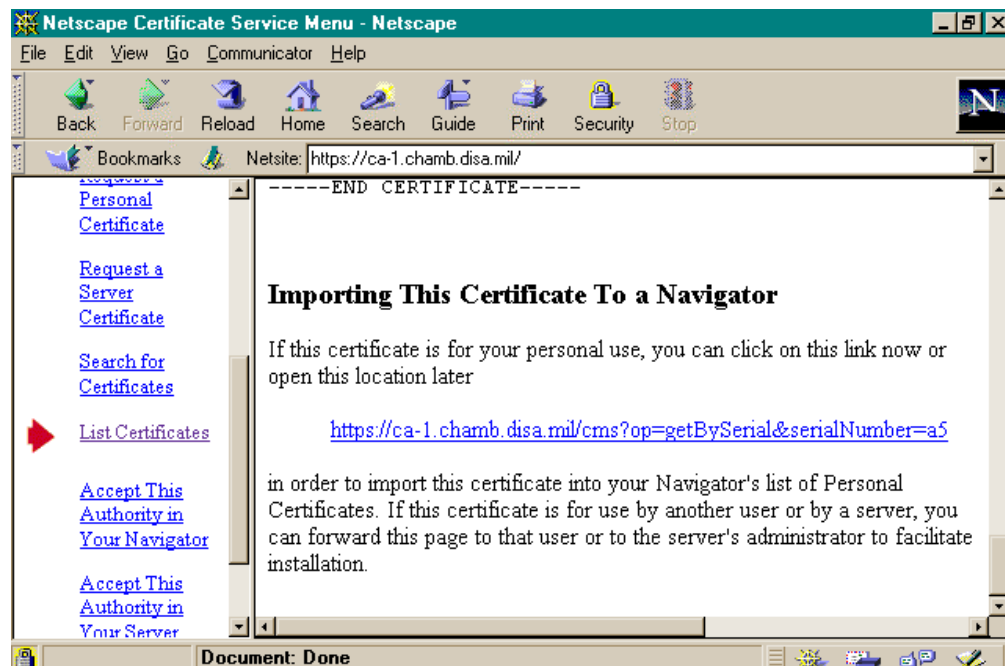 Netscape Certificate Service Menu - Netscape
File Edit View Go Communicator Help
Back Forward Reload Home Search Guide Print Security Stop
N
Bookmarks Netsite: https://ca-1.chamb.disa.mil/
Request a
Personal
Certificate
Request a
Server
Certificate
Search for
Certificates
List Certificates
Accept This
Authority in
Your Navigator
Accept This
Authority in
Your Server
-----END CERTIFICATE-----
Importing This Certificate To a Navigator
If this certificate is for your personal use, you can click on this link now or
open this location later
https://ca-1.chamb.disa.mil/cms?op=getBySerial&serialNumber=a5
in order to import this certificate into your Navigator's list of Personal
Certificates. If this certificate is for use by another user or by a server, you
can forward this page to that user or to the server's administrator to facilitate
installation.
Document: Done